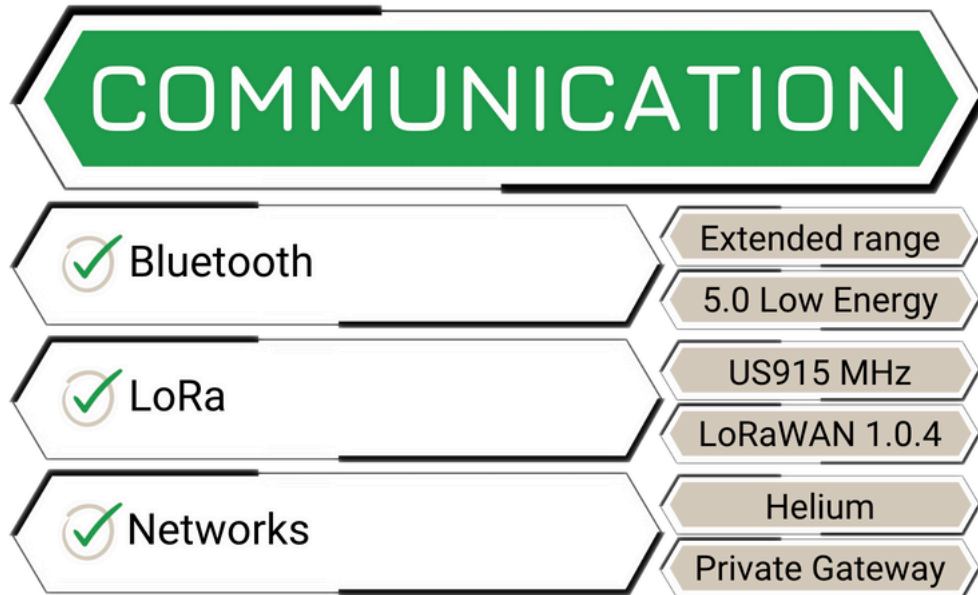 COMMUNICATION
Bluetooth
Extended range
5.0 Low Energy
LoRa
US915 MHz
LoRaWAN 1.0.4
Networks
Helium
Private Gateway